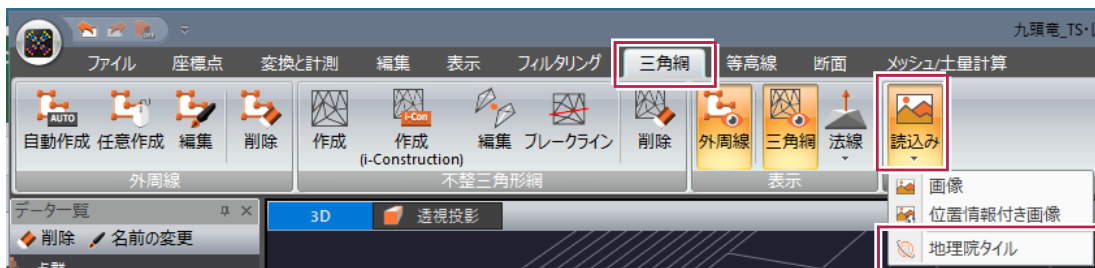 九頭竜_TS・L
ファイル 座標点 変換と計測 編集 表示 フィルタリング 三角網 等高線 断面 メッシュ/土量計算
AUTO i-Con
自動作成 任意作成 編集 削除 作成 作成 編集 ブレークライン 削除 外周線 三角網 法線 読込み
(i-Construction)
外周線 不整三角形網 表示
画像
データ一覧 3D 透視投影 位置情報付き画像
削除 名前の変更 地理院タイル
点群